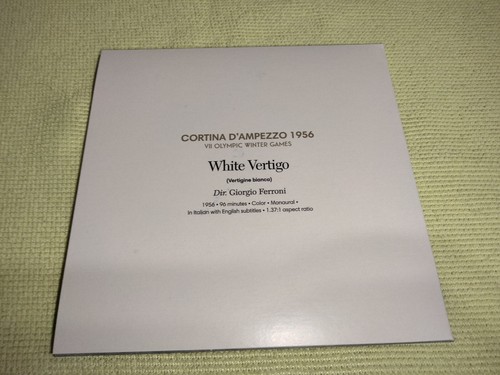 CORTINA D'AMPEZZO 1956
VII OLYMPIC WINTER GAMES
White Vertigo
(Vertigine bianca)
Dir. Giorgio Ferroni
1956 • 96 minutes • Color • Monaural •
In Italian with English subtitles • 1.37:1 aspect ratio